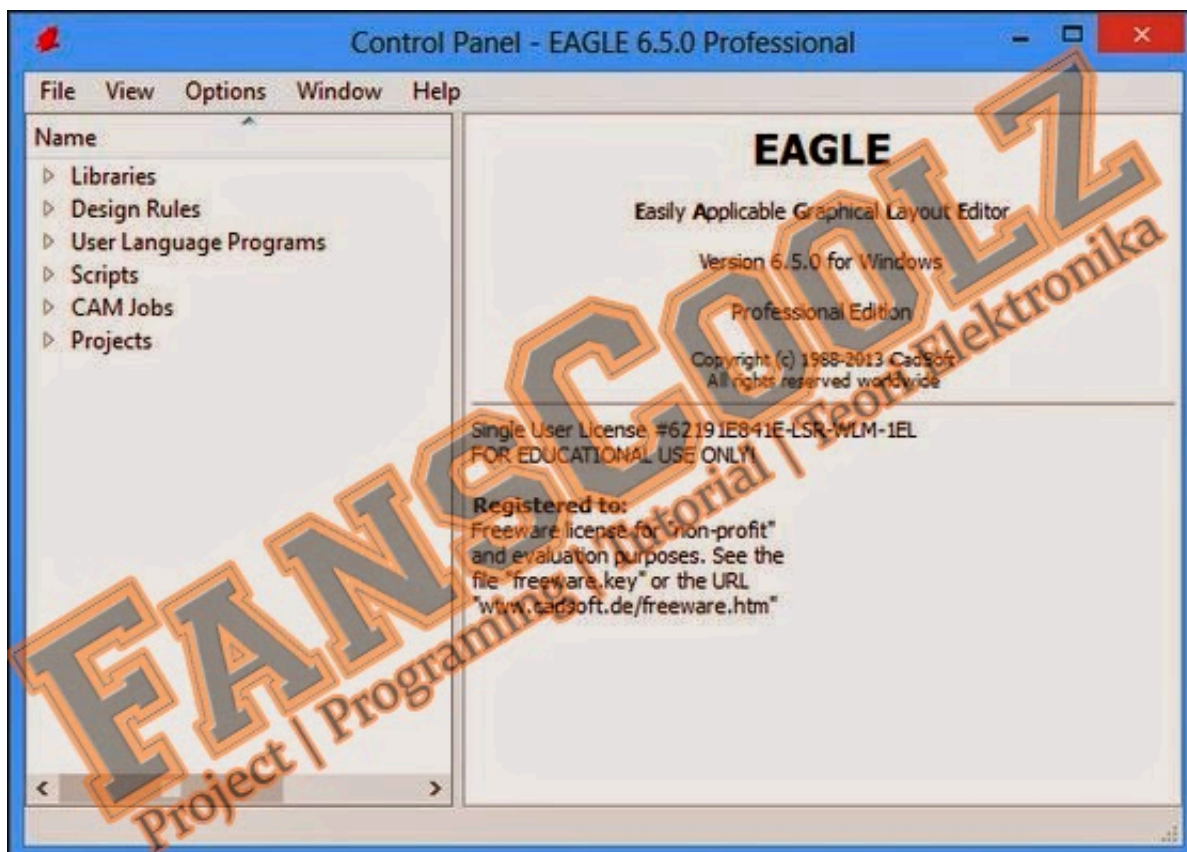 Control Panel - EAGLE 6.5.0 Professional
File View Options Window Help
Name
Libraries
Design Rules
User Language Programs
Scripts
CAM Jobs
Projects
EAGLE
Easily Applicable Graphical Layout Editor
Version 6.5.0 for Windows
Professional Edition
Copyright (c) 1988-2013 CadSoft
All rights reserved worldwide
Single User License #62191E841E-LSR-WLM-1EL
FOR EDUCATIONAL USE ONLY!
Registered to:
Freeware license for "non-profit"
and evaluation purposes. See the
file "freeware.key" or the URL
"www.cadsoft.de/freeware.htm"
FANSCOOLZ
Project | Programing | Tutorial | Teori Elektronika